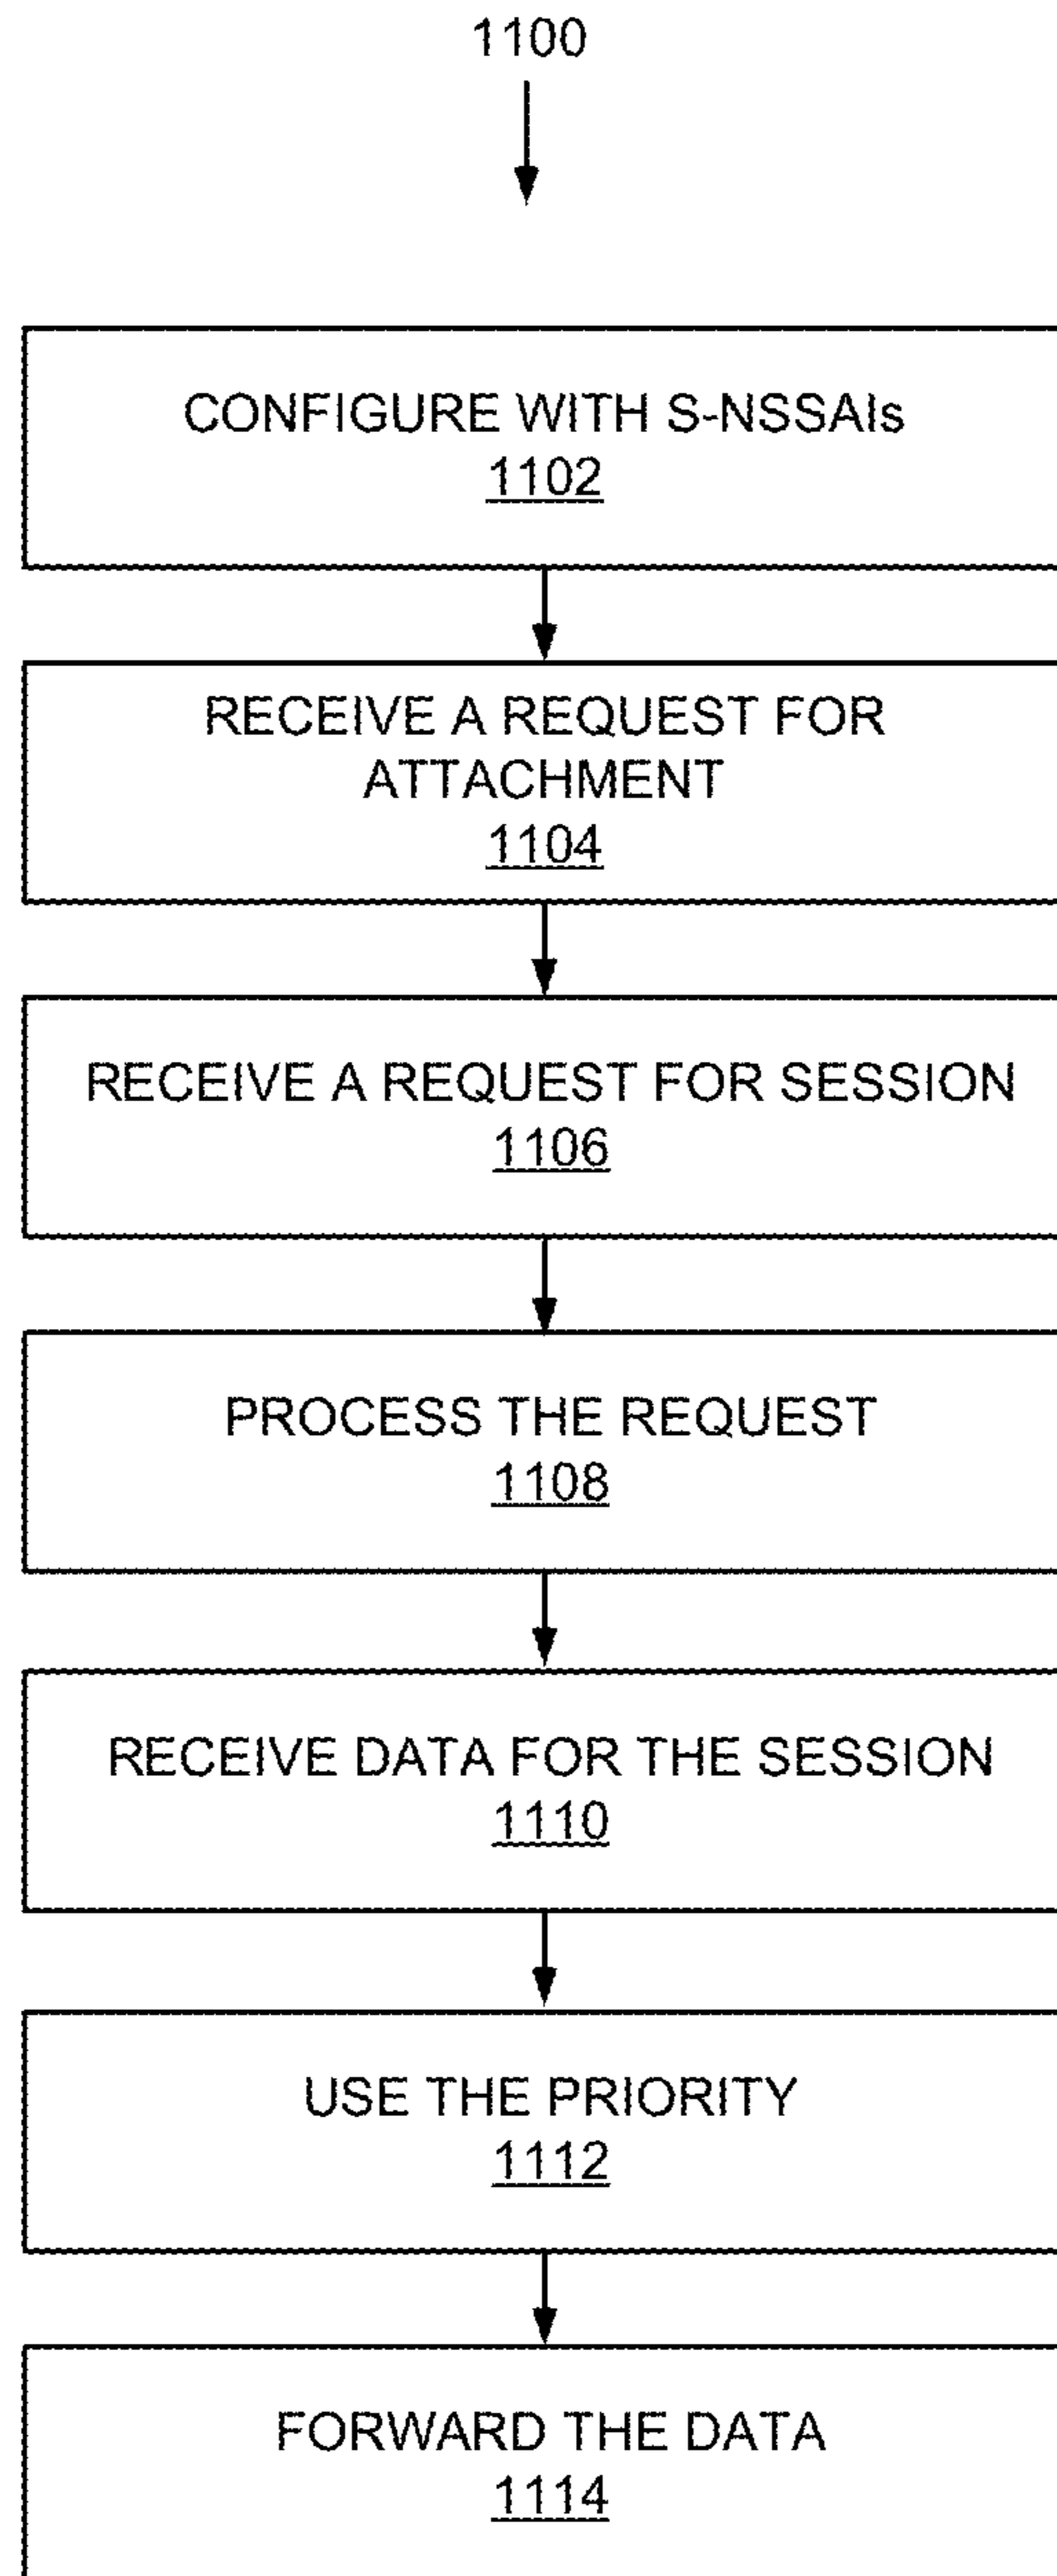 1100
CONFIGURE WITH S-NSSAIs
1102
RECEIVE A REQUEST FOR
ATTACHMENT
1104
RECEIVE A REQUEST FOR SESSION
1106
PROCESS THE REQUEST
1108
RECEIVE DATA FOR THE SESSION
1110
USE THE PRIORITY
1112
FORWARD THE DATA
1114